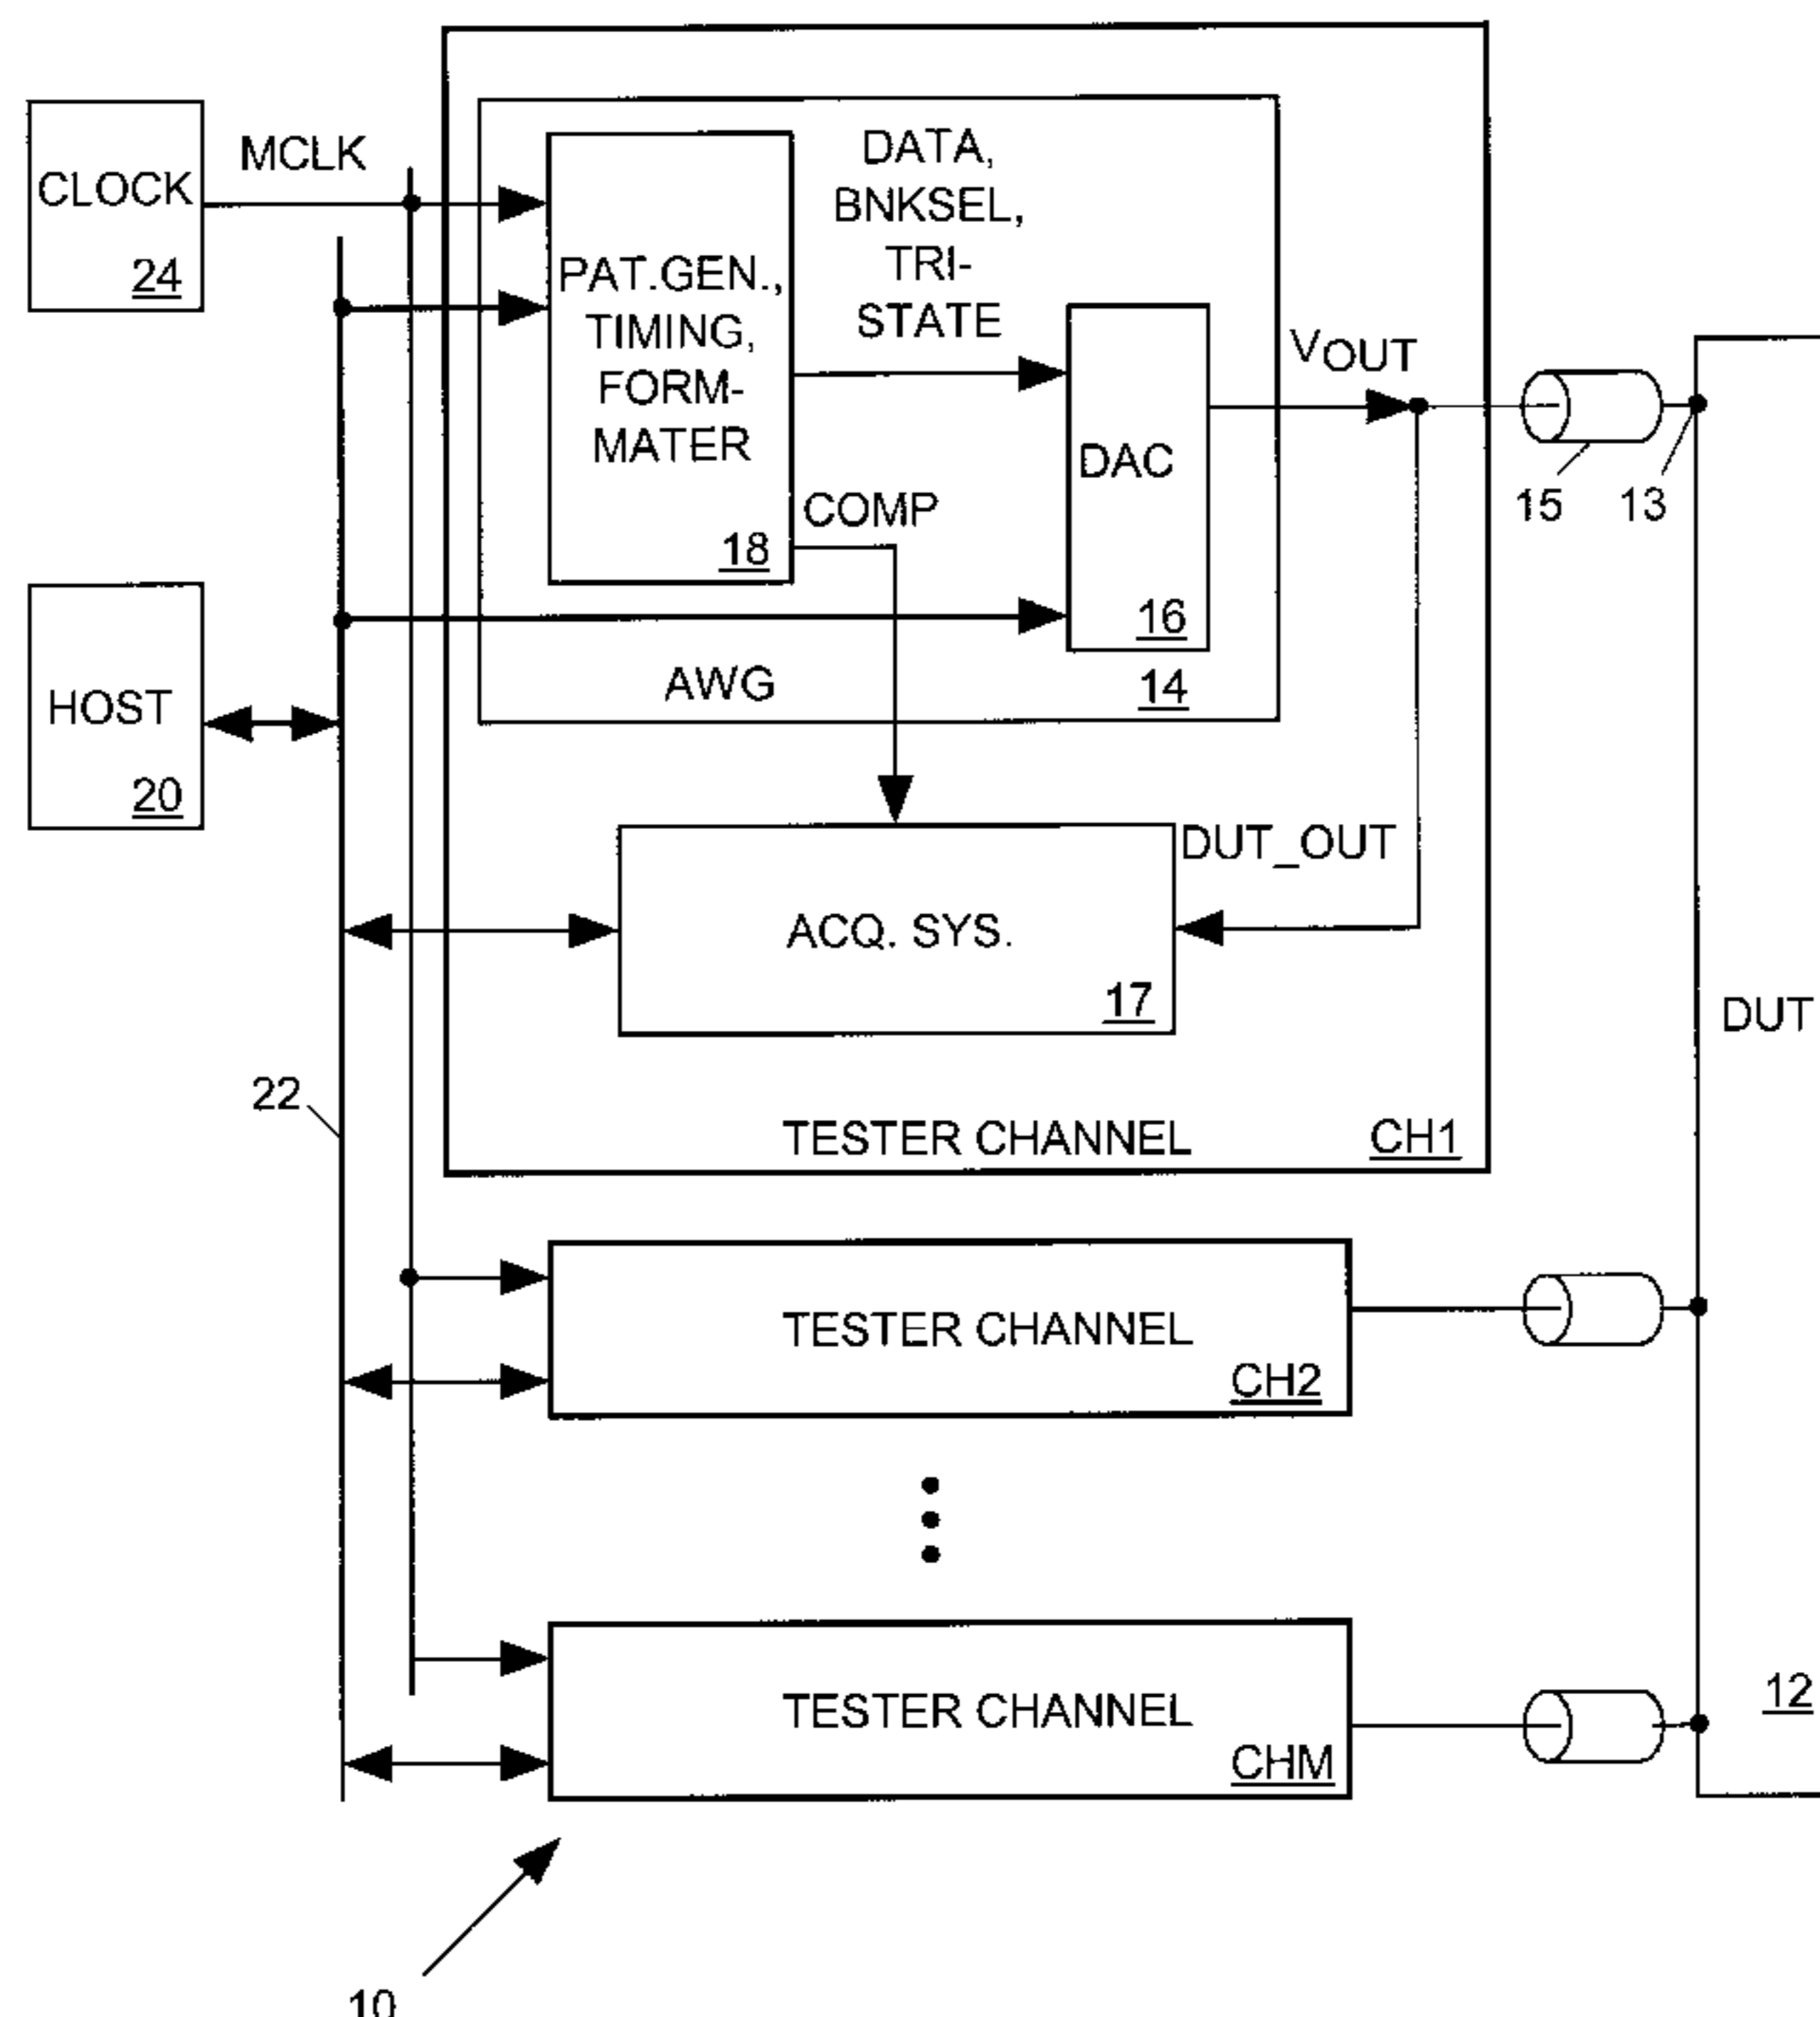 CLOCK
24
MCLK
PAT.GEN.,
TIMING,
FORM-
MATER
18
DATA,
BNKSEL,
TRI-
STATE
COMP
DAC
16
AWG
14
VOUT
15
13
HOST
20
DUT_OUT
ACQ. SYS.
17
DUT
22
TESTER CHANNEL
CH1
TESTER CHANNEL
CH2
TESTER CHANNEL
CHM
12
10